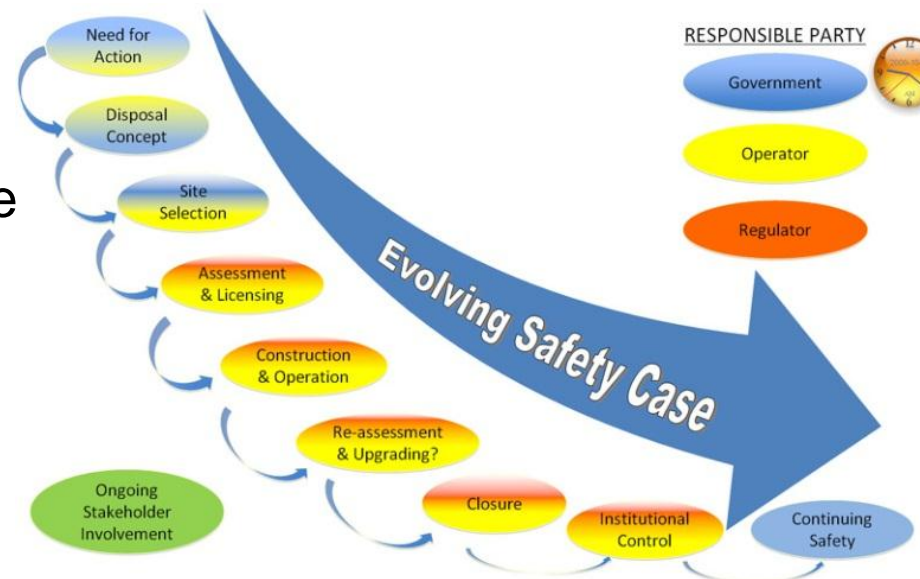 Need for
Action
Disposal
Concept
e
Site
Selection
Assessment
& Licensing
Construction
& Operation
Re-assessment
& Upgrading?
Closure
Institutional
Control
Continuing
Safety
Ongoing
Stakeholder
Involvement
Evolving Safety Case
RESPONSIBLE PARTY
Government
Operator
Regulator
12